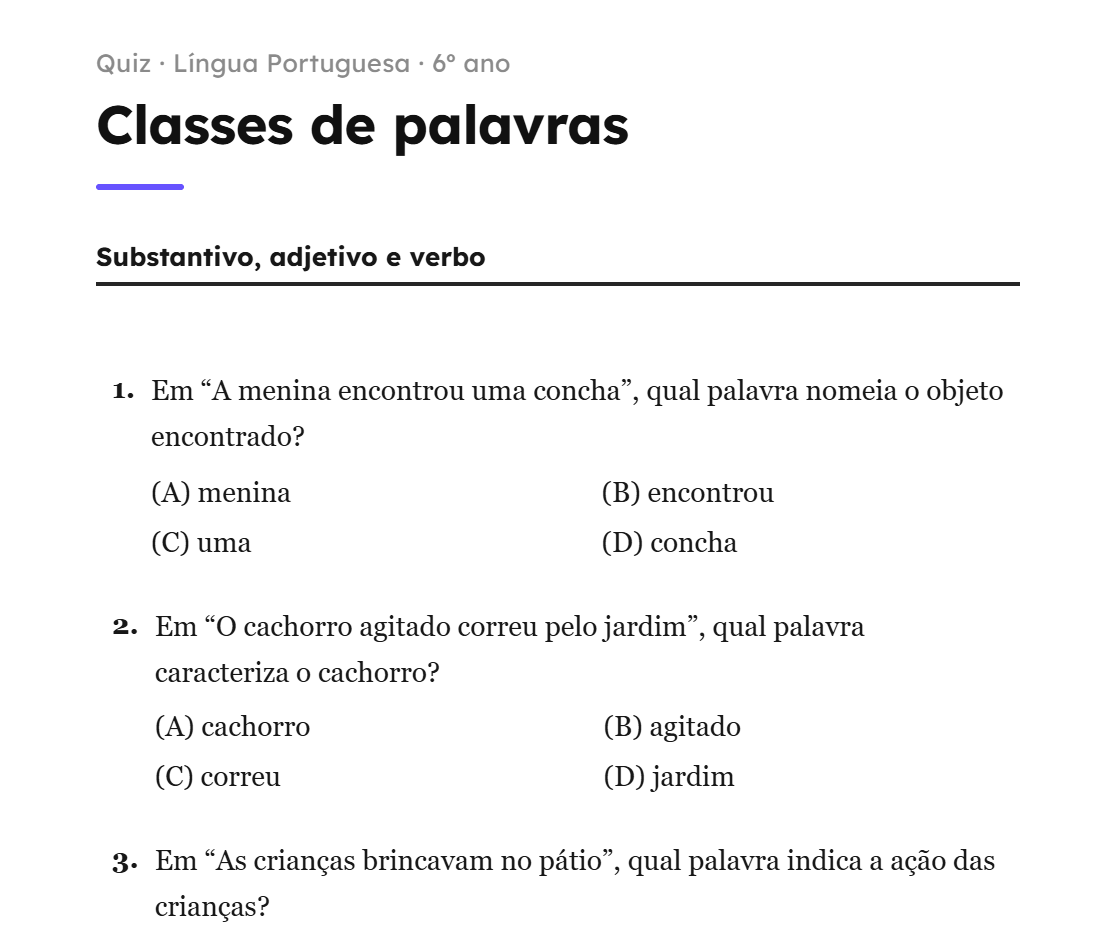 Quiz · Língua Portuguesa · 6º ano
Classes de palavras
Substantivo, adjetivo e verbo
1. Em “A menina encontrou uma concha”, qual palavra nomeia o objeto
encontrado?
(A) menina (B) encontrou
(C) uma (D) concha
2. Em “O cachorro agitado correu pelo jardim”, qual palavra
caracteriza o cachorro?
(A) cachorro (B) agitado
(C) correu (D) jardim
3. Em “As crianças brincavam no pátio”, qual palavra indica a ação das
crianças?